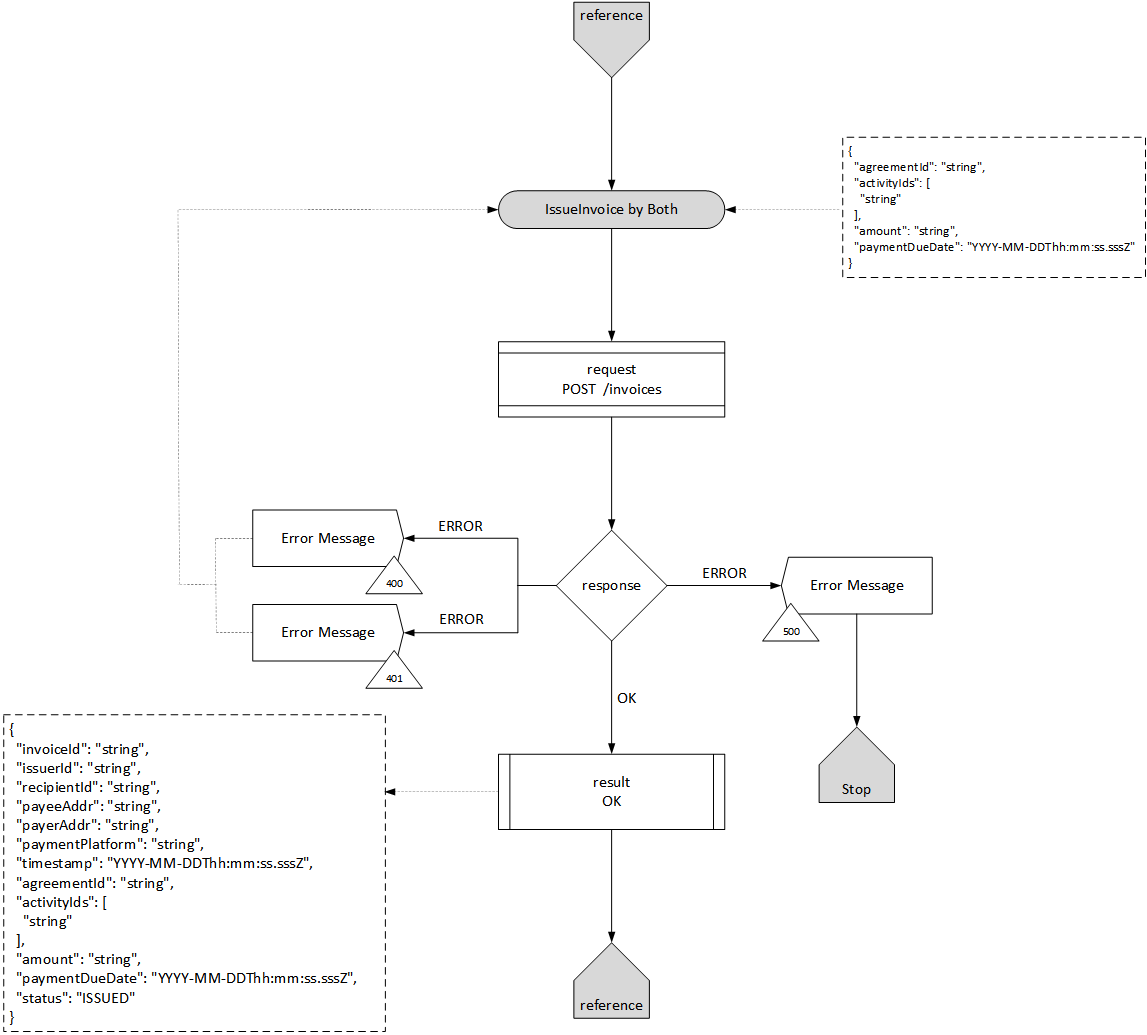 reference
{
"agreementId": "string",
"activityIds": [
"string"
],
"amount": "string",
"paymentDueDate": "YYYY-MM-DDThh:mm:ss.sssZ"
}
IssueInvoice by Both
request
POST /invoices
ERROR
Error Message
400
response
ERROR
Error Message
500
ERROR
Error Message
401
OK
Stop
result
OK
{
"invoiceId": "string",
"issuerId": "string",
"recipientId": "string",
"payeeAddr": "string",
"payerAddr": "string",
"paymentPlatform": "string",
"timestamp": "YYYY-MM-DDThh:mm:ss.sssZ",
"agreementId": "string",
"activityIds": [
"string"
],
"amount": "string",
"paymentDueDate": "YYYY-MM-DDThh:mm:ss.sssZ",
"status": "ISSUED"
}
reference